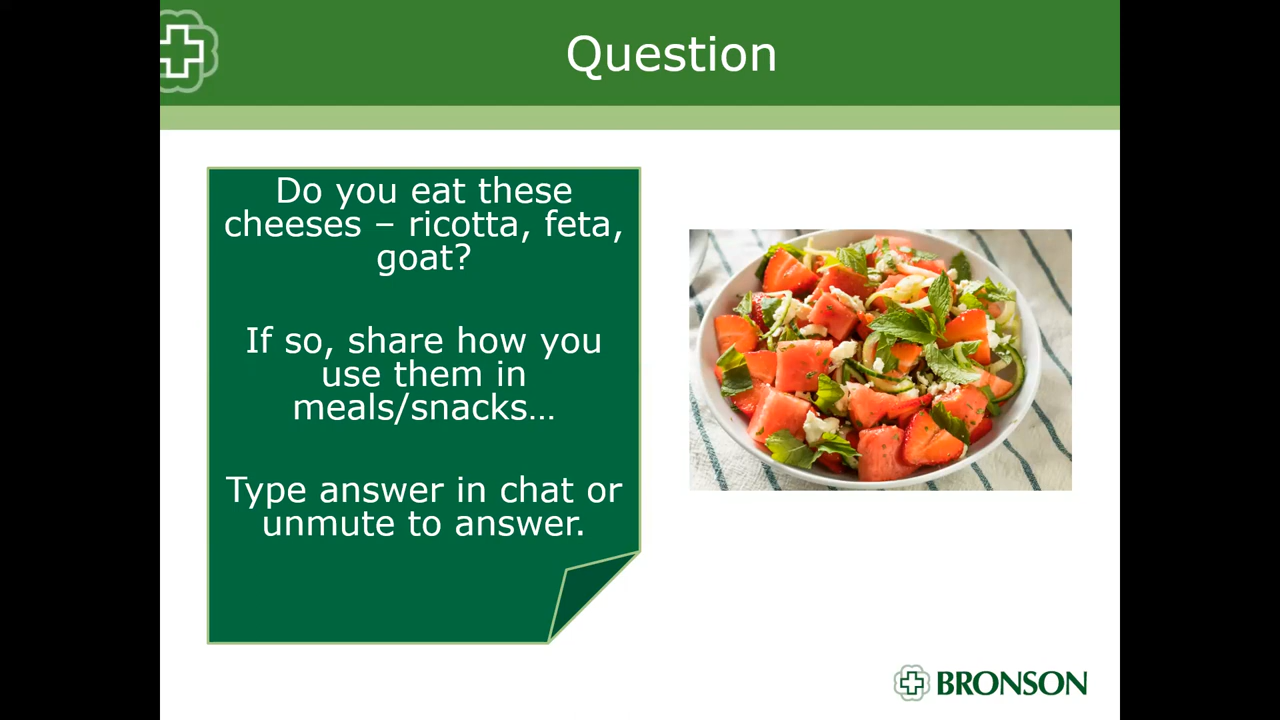 Question
Do you eat these
cheeses – ricotta, feta,
goat?
If so, share how you
use them in
meals/snacks…
Type answer in chat or
unmute to answer.
BRONSON